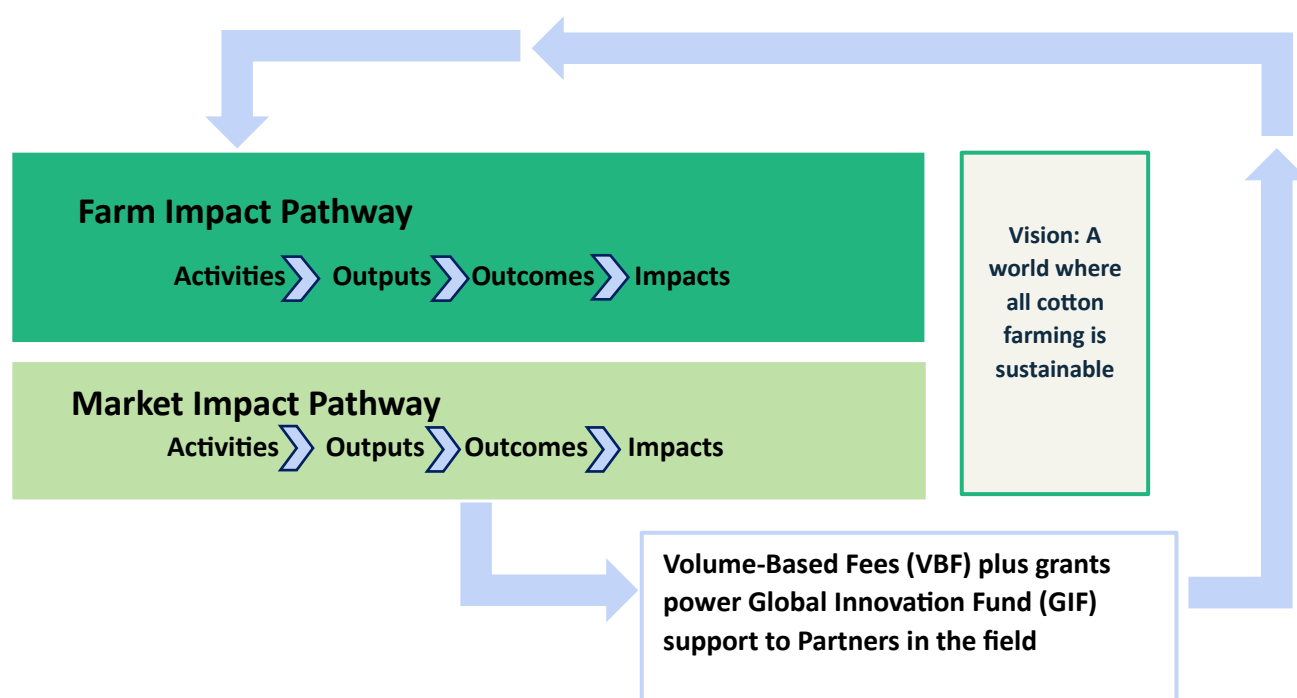 Farm Impact Pathway
Activities Outputs Outcomes Impacts
Market Impact Pathway
Activities Outputs Outcomes Impacts
Vision: A
world where
all cotton
farming is
sustainable
Volume-Based Fees (VBF) plus grants
power Global Innovation Fund (GIF)
support to Partners in the field